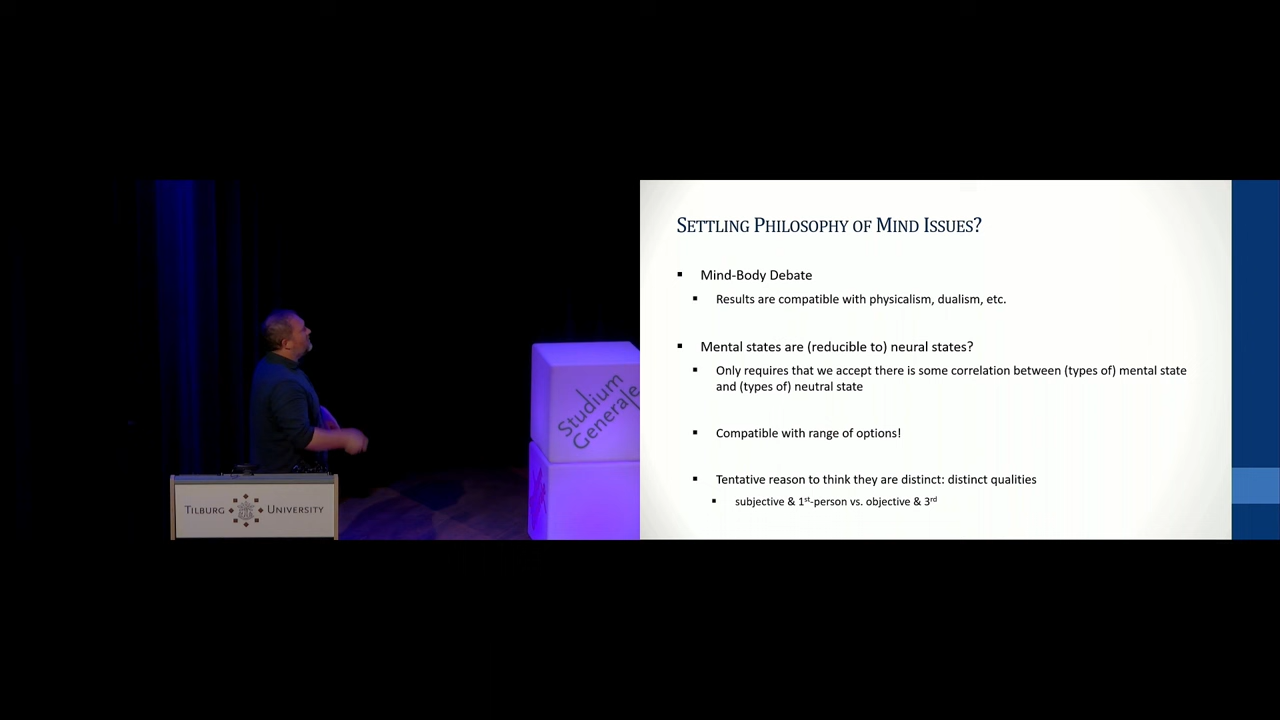 TILBURG UNIVERSITY
Studium
Generale
SETTLING PHILOSOPHY OF MIND ISSUES?
Mind-Body Debate
Results are compatible with physicalism, dualism, etc.
Mental states are (reducible to) neural states?
Only requires that we accept there is some correlation between (types of) mental state
and (types of) neutral state
Compatible with range of options!
Tentative reason to think they are distinct: distinct qualities
subjective & 1st-person vs. objective & 3rd